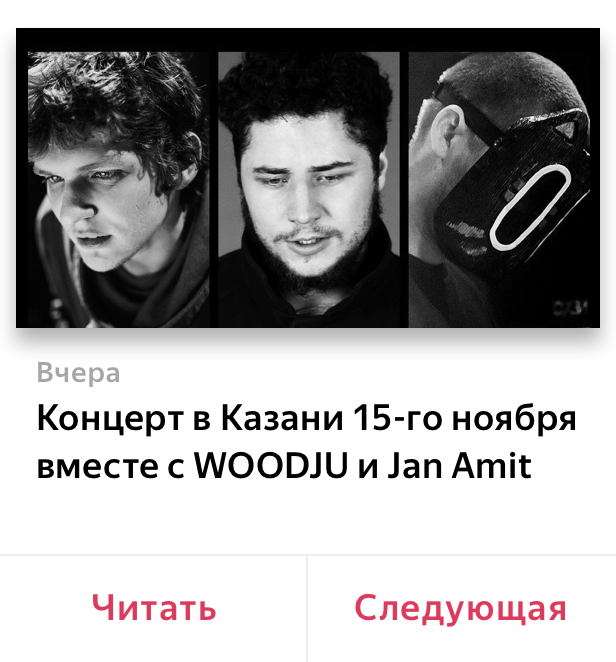 Вчера
Концерт в Казани 15-го ноября
вместе с WOODJU и Jan Amit
Читать
Следующая